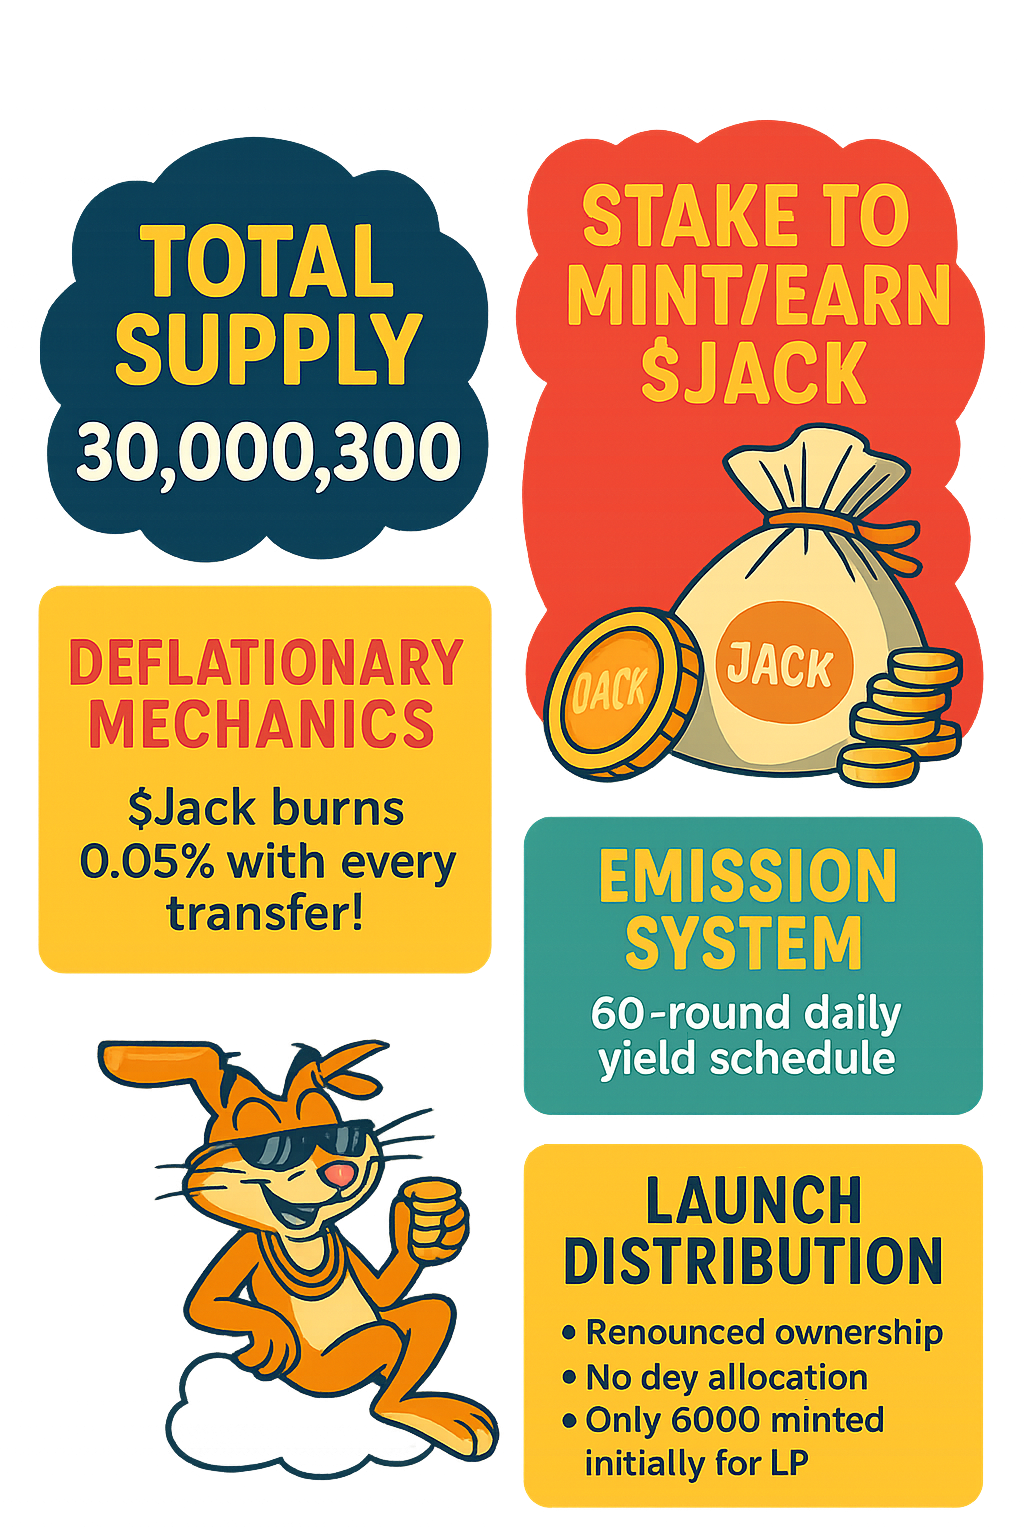 TOTAL
SUPPLY
30,000,300
STAKE TO
MINT/EARN
$JACK
JACK
OACK
DEFLATIONARY
MECHANICS
$Jack burns
0.05% with every
transfer!
EMISSION
SYSTEM
60-round daily
yield schedule
LAUNCH
DISTRIBUTION
• Renounced ownership
• No dey allocation
• Only 6000 minted
initially for LP